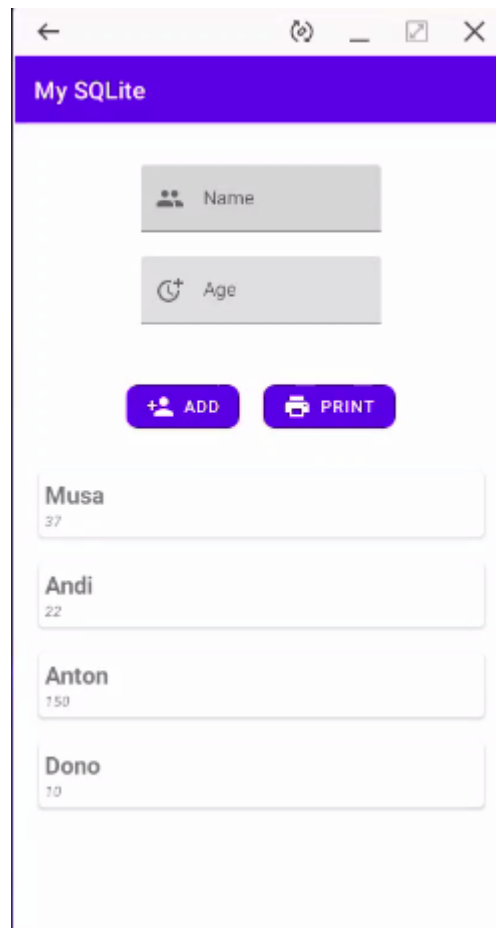 My SQLite
Name
Age
ADD
PRINT
Musa
37
Andi
22
Anton
150
Dono
10